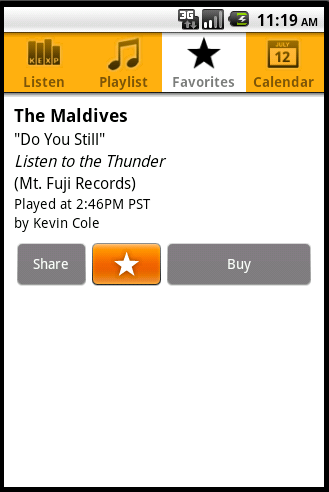 3G 11:19 AM
KEXP JULY 12
Listen Playlist Favorites Calendar
The Maldives
"Do You Still"
Listen to the Thunder
(Mt. Fuji Records)
Played at 2:46PM PST
by Kevin Cole
Share Buy